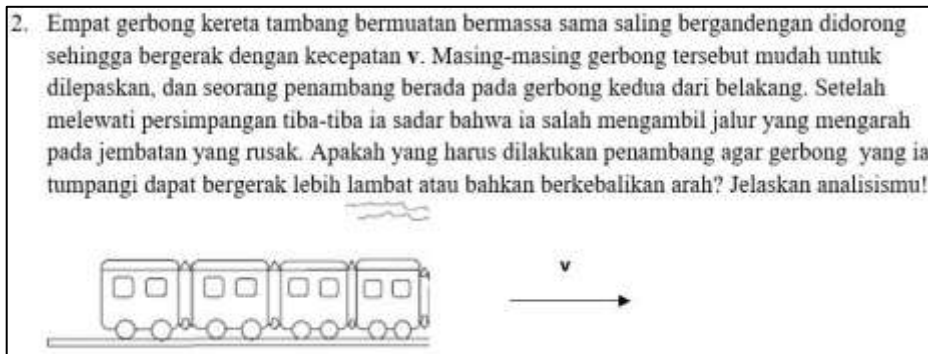 2. Empat gerbong kereta tambang bermuatan bermassa sama saling bergandengan didorong
sehingga bergerak dengan kecepatan v. Masing-masing gerbong tersebut mudah untuk
dilepaskan, dan seorang penambang berada pada gerbong kedua dari belakang. Setelah
melewati persimpangan tiba-tiba ia sadar bahwa ia salah mengambil jalur yang mengarah
pada jembatan yang rusak. Apakah yang harus dilakukan penambang agar gerbong yang ia
tumpangi dapat bergerak lebih lambat atau bahkan berkebalikan arah? Jelaskan analisismu!
v